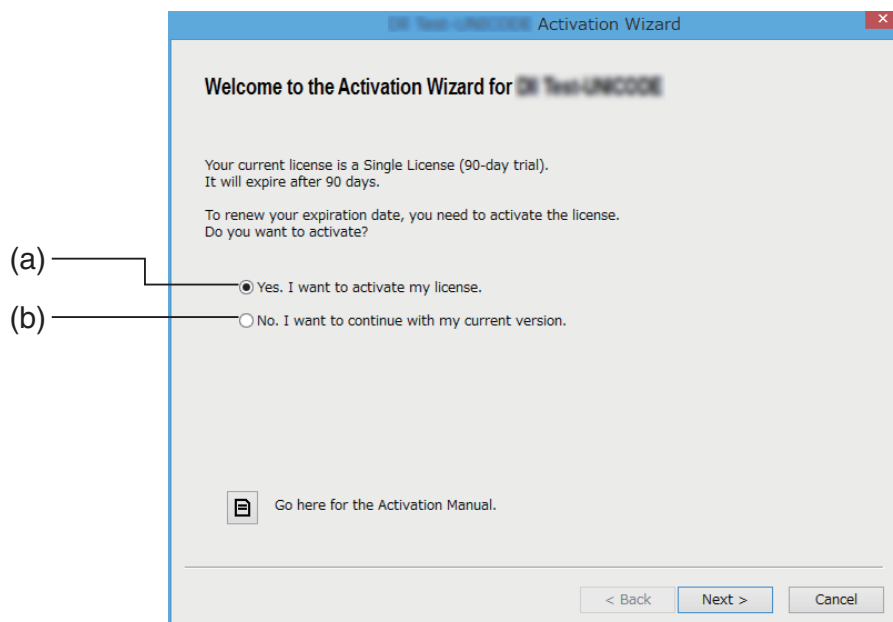 Activation Wizard
Welcome to the Activation Wizard for
Your current license is a Single License (90-day trial).
It will expire after 90 days.
To renew your expiration date, you need to activate the license.
Do you want to activate?
(a)
Yes. I want to activate my license.
(b)
No. I want to continue with my current version.
Go here for the Activation Manual.
< Back
Next >
Cancel